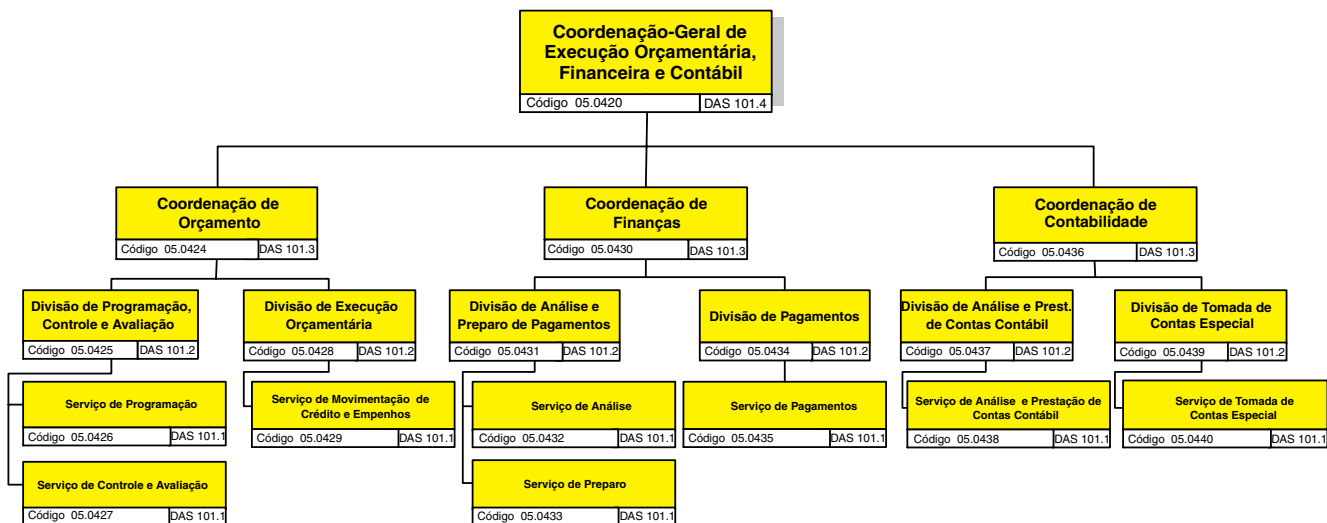 Coordenação-Geral de
Execução Orçamentária,
Financeira e Contábil
Código 05.0420 DAS 101.4
Coordenação de
Orçamento
Código 05.0424 DAS 101.3
Coordenação de
Finanças
Código 05.0430 DAS 101.3
Coordenação de
Contabilidade
Código 05.0436 DAS 101.3
Divisão de Programação,
Controle e Avaliação
Código 05.0425 DAS 101.2
Divisão de Execução
Orçamentária
Código 05.0428 DAS 101.2
Divisão de Análise e
Preparo de Pagamentos
Código 05.0431 DAS 101.2
Divisão de Pagamentos
Código 05.0434 DAS 101.2
Divisão de Análise e Prest.
de Contas Contábil
Código 05.0437 DAS 101.2
Divisão de Tomada de
Contas Especial
Código 05.0439 DAS 101.2
Serviço de Programação
Código 05.0426 DAS 101.1
Serviço de Movimentação de
Crédito e Empenhos
Código 05.0429 DAS 101.1
Serviço de Análise
Código 05.0432 DAS 101.1
Serviço de Pagamentos
Código 05.0435 DAS 101.1
Serviço de Análise e Prestação de
Contas Contábil
Código 05.0438 DAS 101.1
Serviço de Tomada de
Contas Especial
Código 05.0440 DAS 101.1
Serviço de Controle e Avaliação
Código 05.0427 DAS 101.1
Serviço de Preparo
Código 05.0433 DAS 101.1